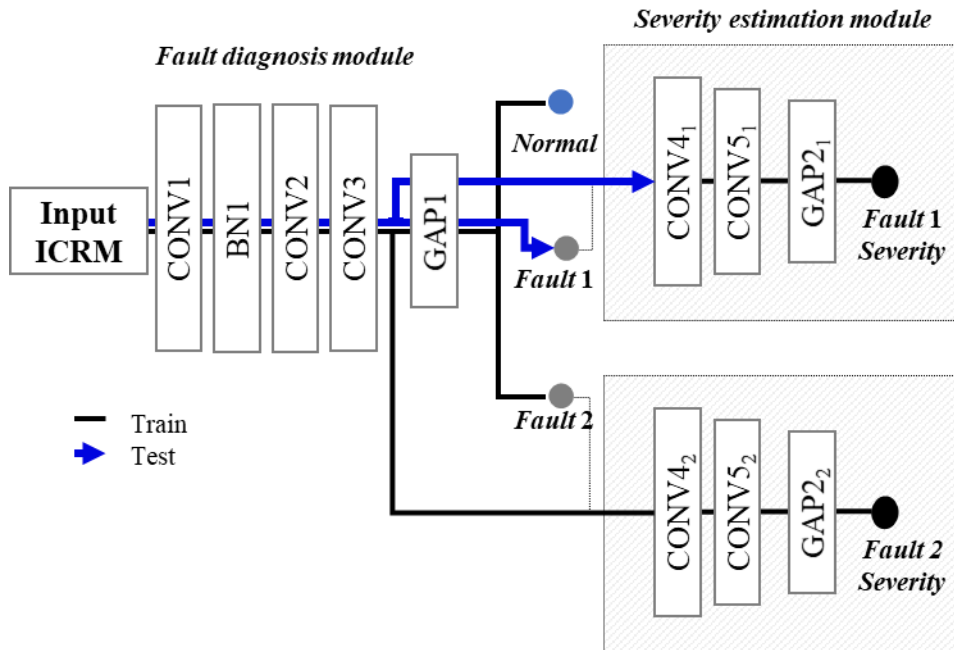 Severity estimation module
Fault diagnosis module
Input
ICRM
CONV1
BN1
CONV2
CONV3
GAP1
Normal
Fault 1
Fault 2
CONV4₁
CONV5₁
GAP2₁
Fault 1
Severity
Train
Test
CONV4₂
CONV5₂
GAP2₂
Fault 2
Severity